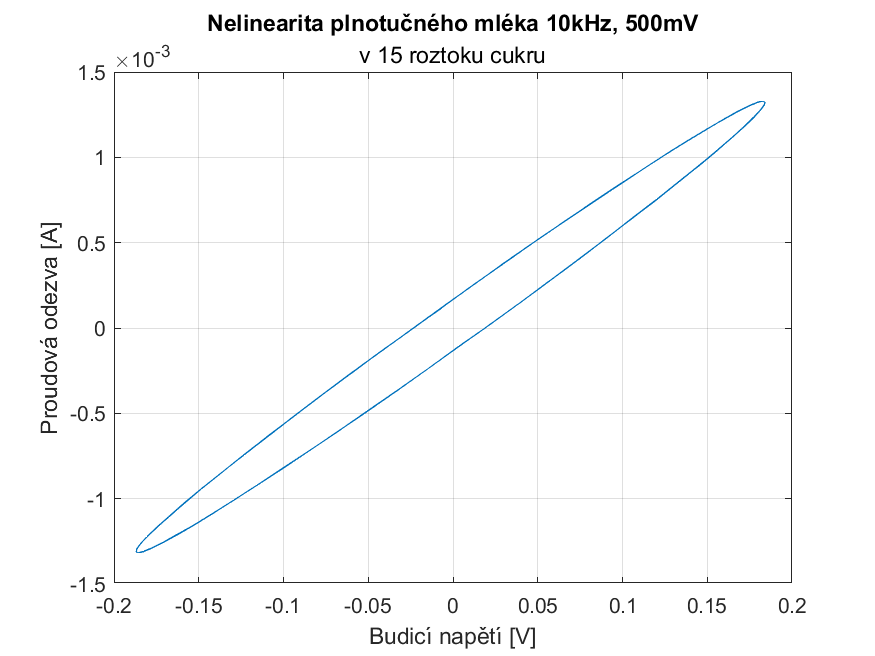 Nelinearita plnotučného mléka 10kHz, 500mV
v 15 roztoku cukru
×10-3
1.5
1
0.5
0
-0.5
-1
-1.5
Proudová odezva [A]
-0.2 -0.15 -0.1 -0.05 0 0.05 0.1 0.15 0.2
Budicí napětí [V]